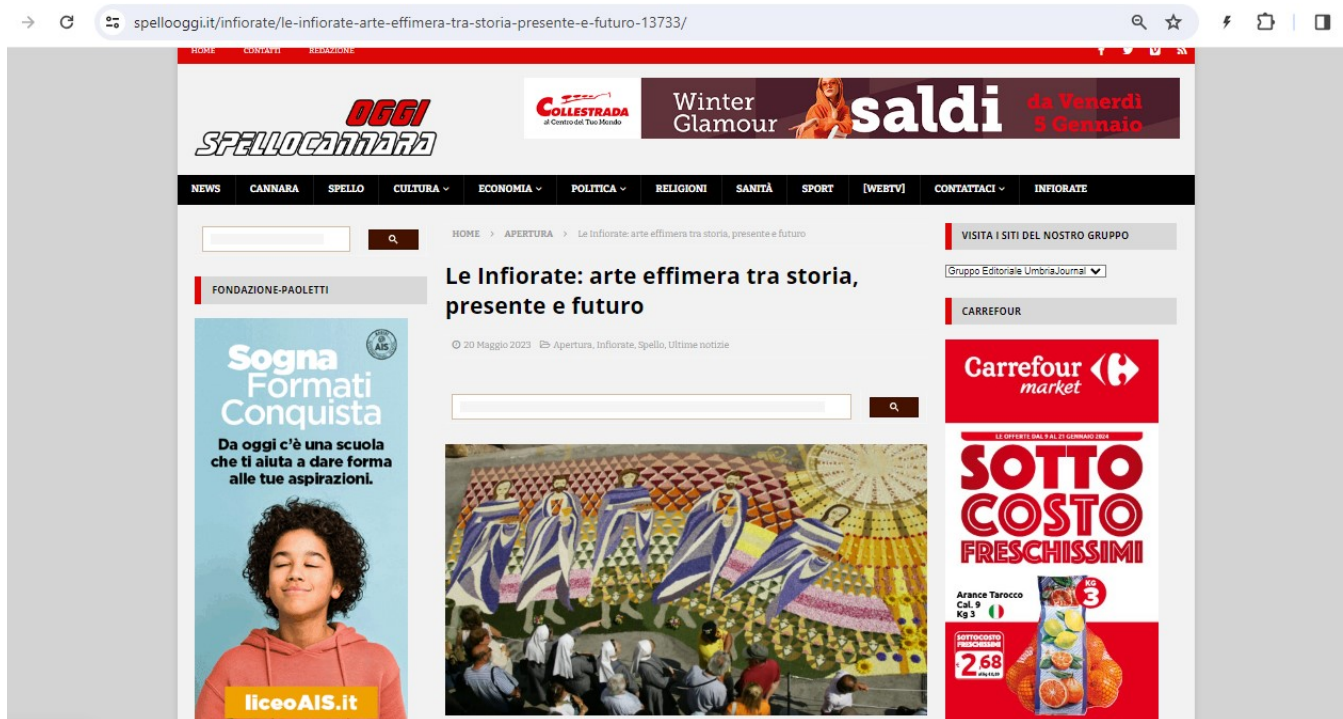 spellooggi.it/infiorate/le-infiorate-arte-effimera-tra-storia-presente-e-futuro-13733/
HOME CONTATTI REDAZIONE
OGGI
SPELLOCANNARA
COLLESTRADA
al Centro del Tuo Mondo
Winter
Glamour
saldi
da Venerdì
5 Gennaio
NEWS CANNARA SPELLO CULTURA ECONOMIA POLITICA RELIGIONI SANITÀ SPORT [WEBTV] CONTATTACI INFIORATE
HOME > APERTURA > Le Infiorate: arte effimera tra storia, presente e futuro
FONDAZIONE-PAOLETTI
AIS
Sogna
Formati
Conquista
Da oggi c'è una scuola
che ti aiuta a dare forma
alle tue aspirazioni.
liceoAIS.it
Le Infiorate: arte effimera tra storia,
presente e futuro
20 Maggio 2023 Apertura, Infiorate, Spello, Ultime notizie
VISITA I SITI DEL NOSTRO GRUPPO
Gruppo Editoriale UmbriaJournal
CARREFOUR
Carrefour
market
LE OFFERTE DAL 9 AL 21 GENNAIO 2024
SOTTO
COSTO
FRESCHISSIMI
Arance Tarocco
Cal. 9
Kg 3
KG
3
SOTTOCOSTO
FRESCHISSIMI
€ 2,68